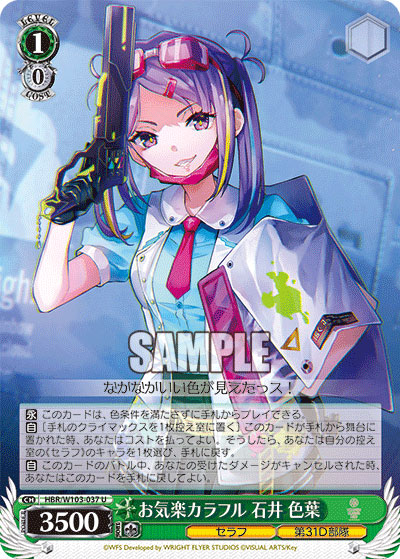 LEVEL
1
0
COST
SAMPLE
なかなかいい色が見えたっス！
永 このカードは、色条件を満たさずに手札からプレイできる。
自 ［手札のクライマックスを1枚控え室に置く］ このカードが手札から舞台
に置かれた時、あなたはコストを払ってよい。そうしたら、あなたは自分の控え
室の《セラフ》のキャラを1枚選び、手札に戻す。
自 このカードのバトル中、あなたの受けたダメージがキャンセルされなかっ
た時、あなたはこのカードを手札に戻す。
CH HBR/W103-037 U
3500
お気楽カラフル 石井 色葉
セラフ
第31D部隊
©WFS Developed by WRIGHT FLYER STUDIOS ©VISUAL ARTS/Key